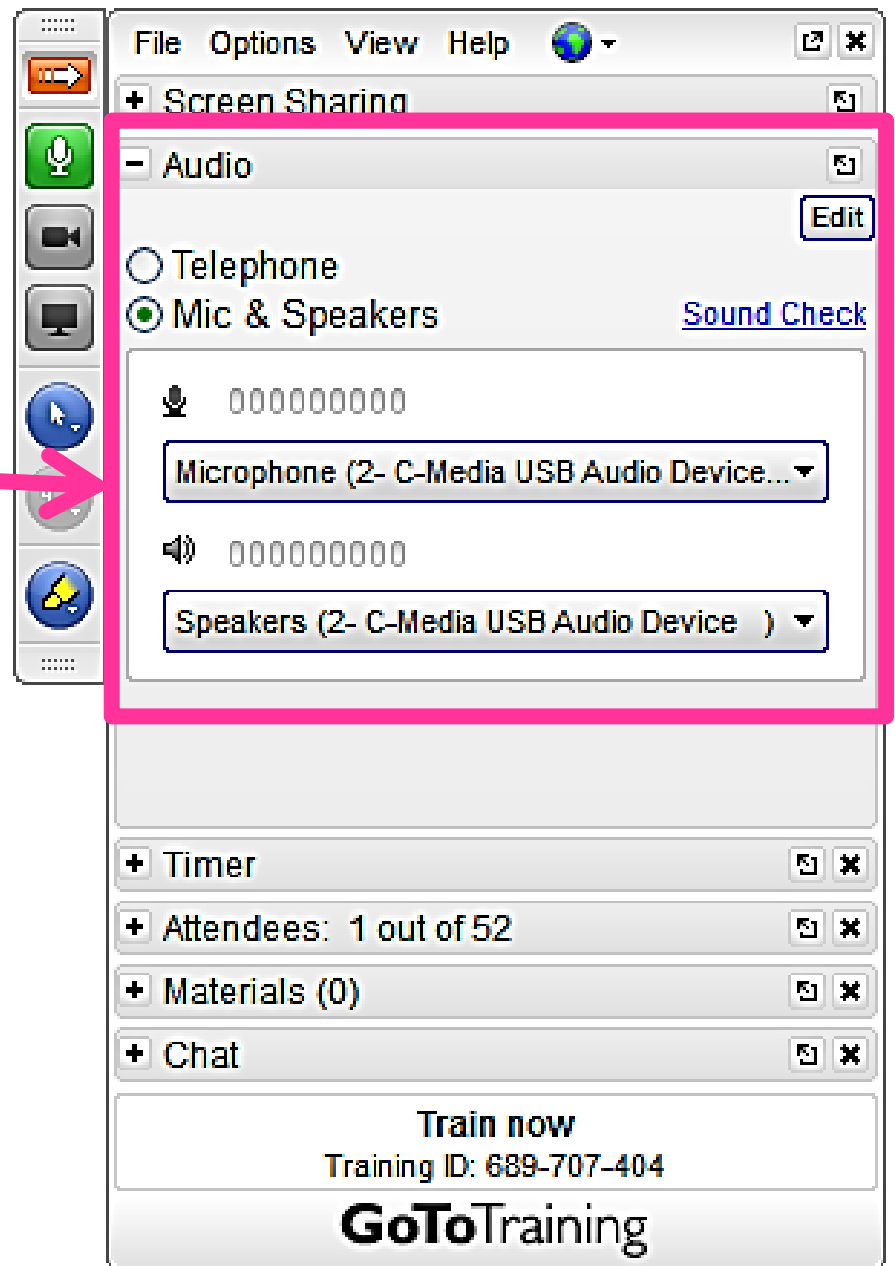 File Options View Help
Screen Sharing
Audio
Edit
Telephone
Mic & Speakers Sound Check
000000000
Microphone (2- C-Media USB Audio Device...
000000000
Speakers (2- C-Media USB Audio Device )
Timer
Attendees: 1 out of 52
Materials (0)
Chat
Train now
Training ID: 689-707-404
GoToTraining